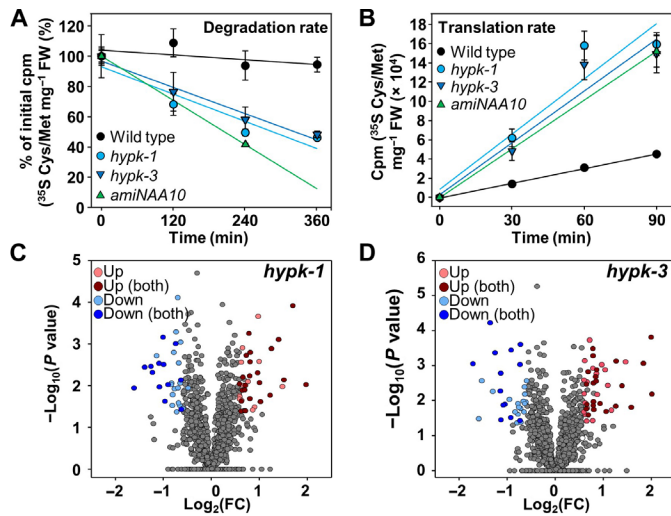 A
Degradation rate
% of initial cpm
(³⁵S Cys/Met mg⁻¹ FW (%)
140
120
100
80
60
40
20
0
Wild type
hypk-1
hypk-3
amiNAA10
0 120 240 360
Time (min)
B
Translation rate
Cpm (³⁵S Cys/Met)
mg⁻¹ FW (× 10⁴)
16
14
12
10
8
6
4
2
0
Wild type
hypk-1
hypk-3
amiNAA10
0 30 60 90
Time (min)
C
hypk-1
−Log₁₀(P value)
5
4
3
2
1
0
Up
Up (both)
Down
Down (both)
−2 −1 0 1 2
Log₂(FC)
D
hypk-3
−Log₁₀(P value)
6
5
4
3
2
1
0
Up
Up (both)
Down
Down (both)
−2 −1 0 1 2
Log₂(FC)